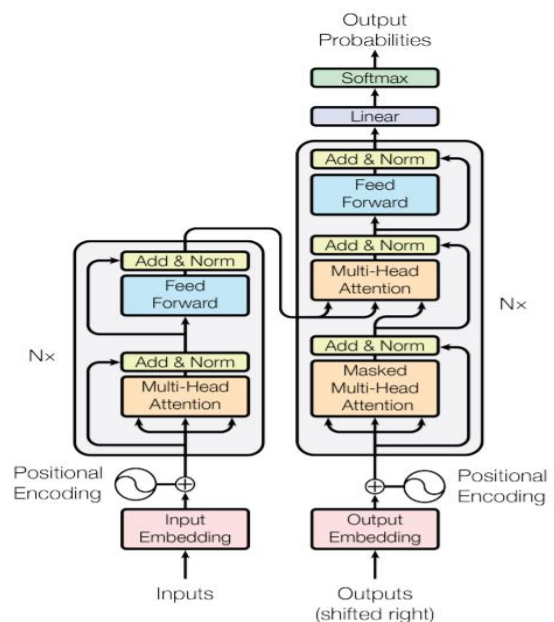 Output
Probabilities
Softmax
Linear
Add & Norm
Feed
Forward
Add & Norm
Multi-Head
Attention
Add & Norm
Masked
Multi-Head
Attention
Nx
Add & Norm
Feed
Forward
Add & Norm
Multi-Head
Attention
Nx
Positional
Encoding
Positional
Encoding
Input
Embedding
Output
Embedding
Inputs
Outputs
(shifted right)